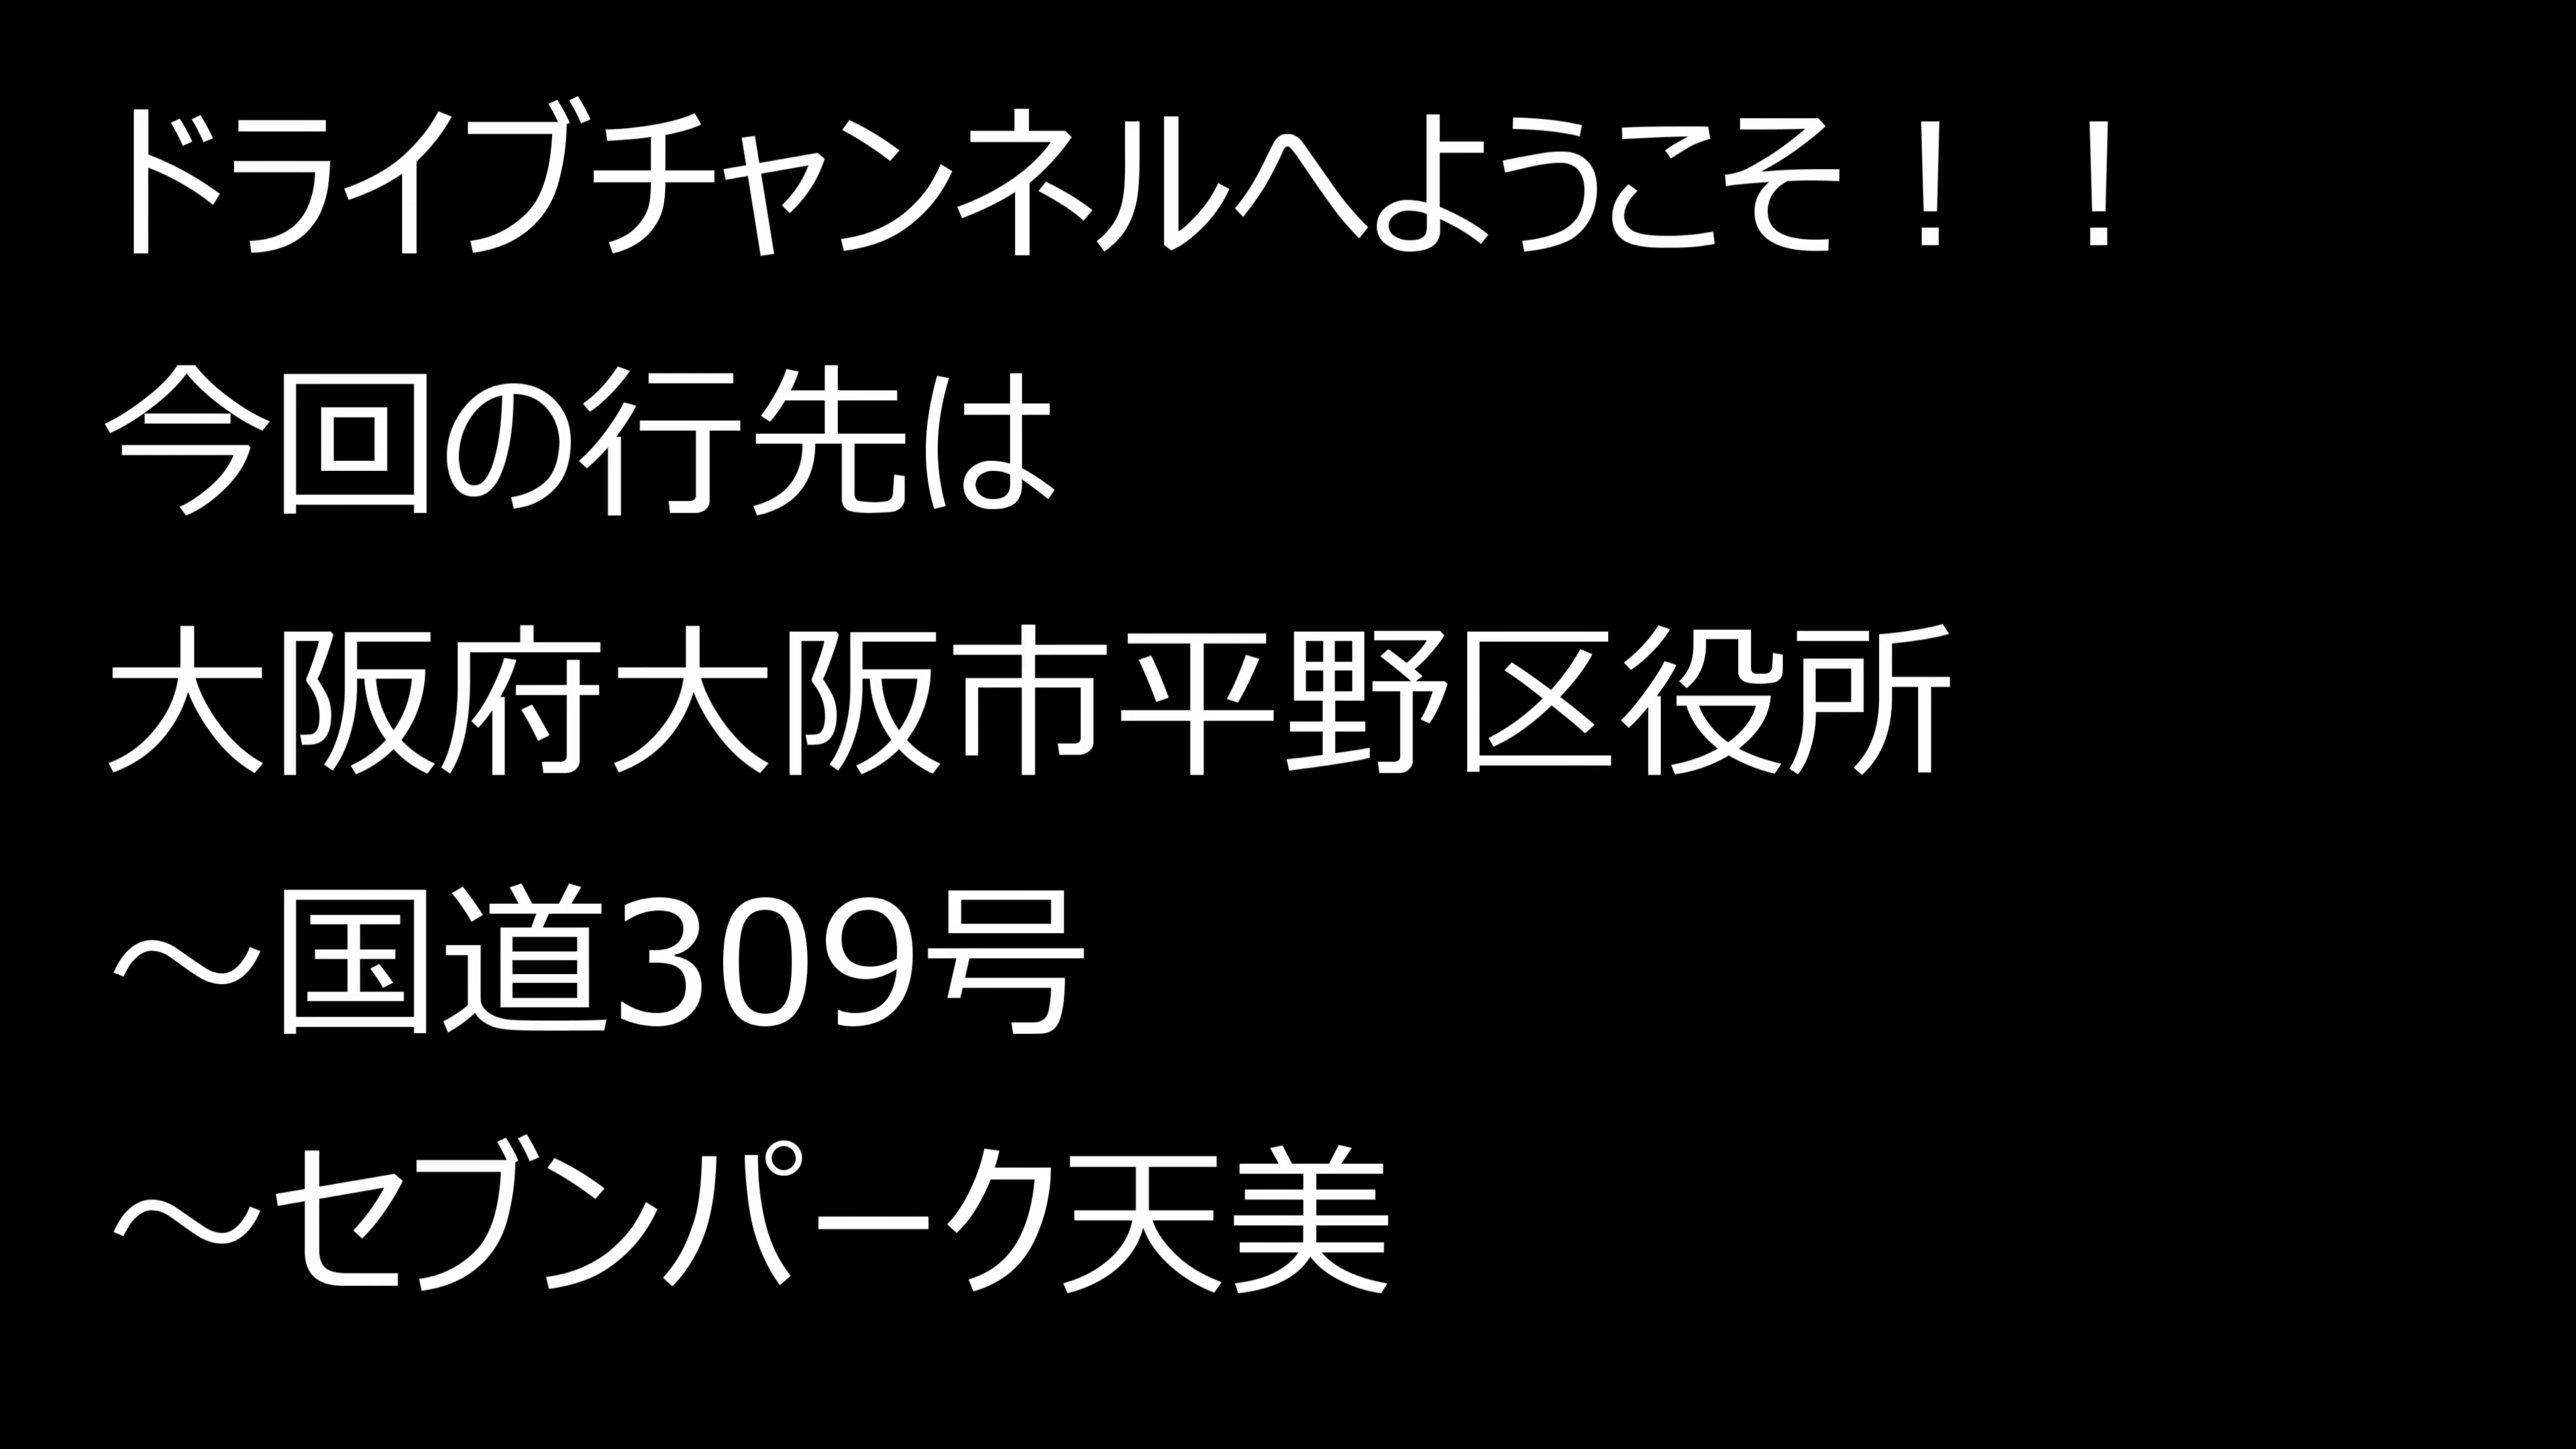 ドライブチャンネルへようこそ！！
今回の行先は
大阪府大阪市平野区役所
～国道309号
～セブンパーク天美